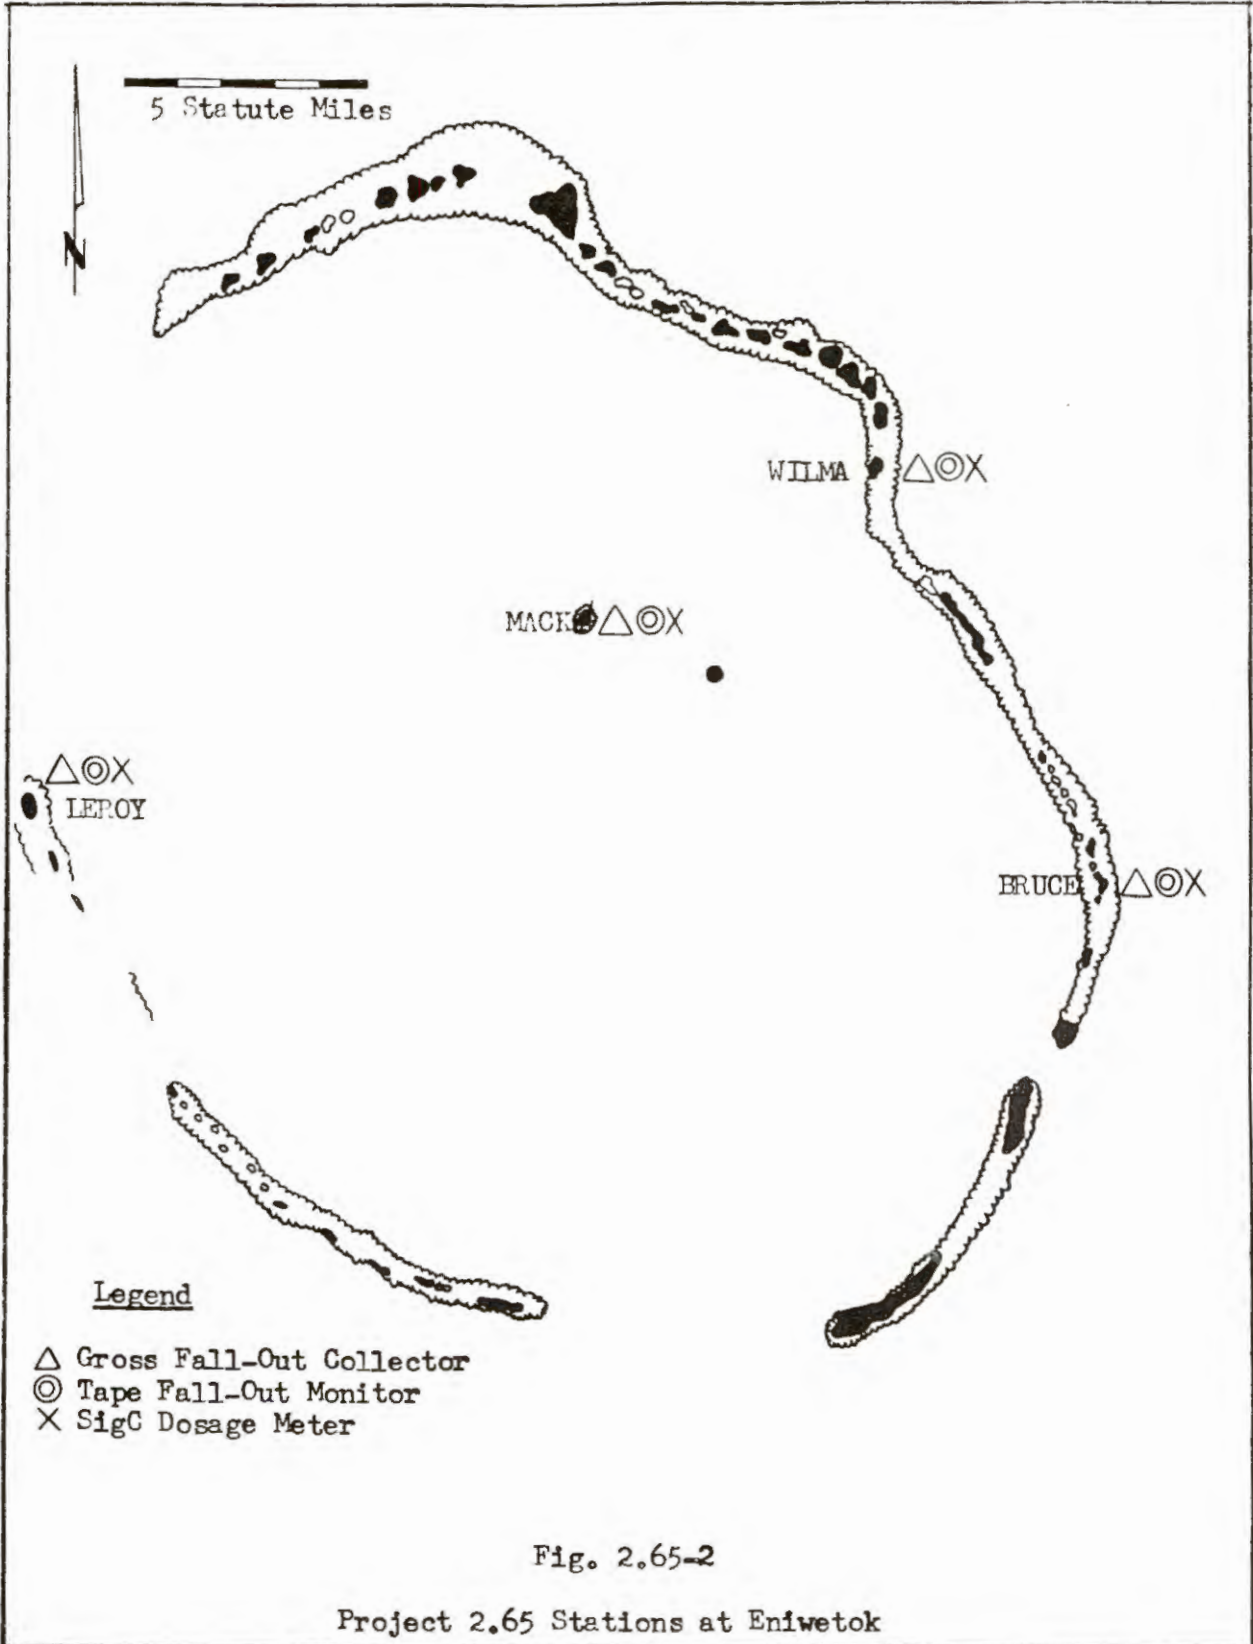 5 Statute Miles
N
WILMA
MACK
LEROY
BRUCE
Legend
△ Gross Fall-Out Collector
◎ Tape Fall-Out Monitor
X SigC Dosage Meter
Fig. 2.65-2
Project 2.65 Stations at Eniwetok